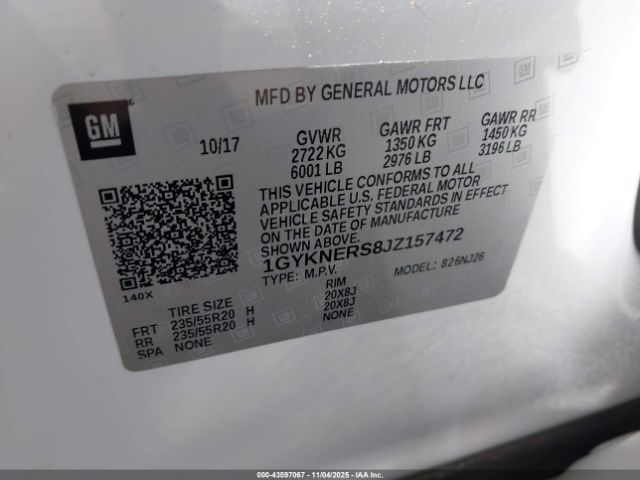 GM
MFD BY GENERAL MOTORS LLC
10/17
GVWR
2722 KG
6001 LB
GAWR FRT
1350 KG
2976 LB
GAWR RR
1450 KG
3196 LB
THIS VEHICLE CONFORMS TO ALL
APPLICABLE U.S. FEDERAL MOTOR
VEHICLE SAFETY STANDARDS IN EFFECT
ON THE DATE OF MANUFACTURE
SHOWN ABOVE.
1GYKNERS8JZ157472
TYPE: M.P.V.
MODEL: 826NJ26
140X
TIRE SIZE RIM
FRT 235/55R20 H 20X8J
RR 235/55R20 H 20X8J
SPA NONE NONE
000-43597067 - 11/04/2025 - IAAI, Inc. - Copyright